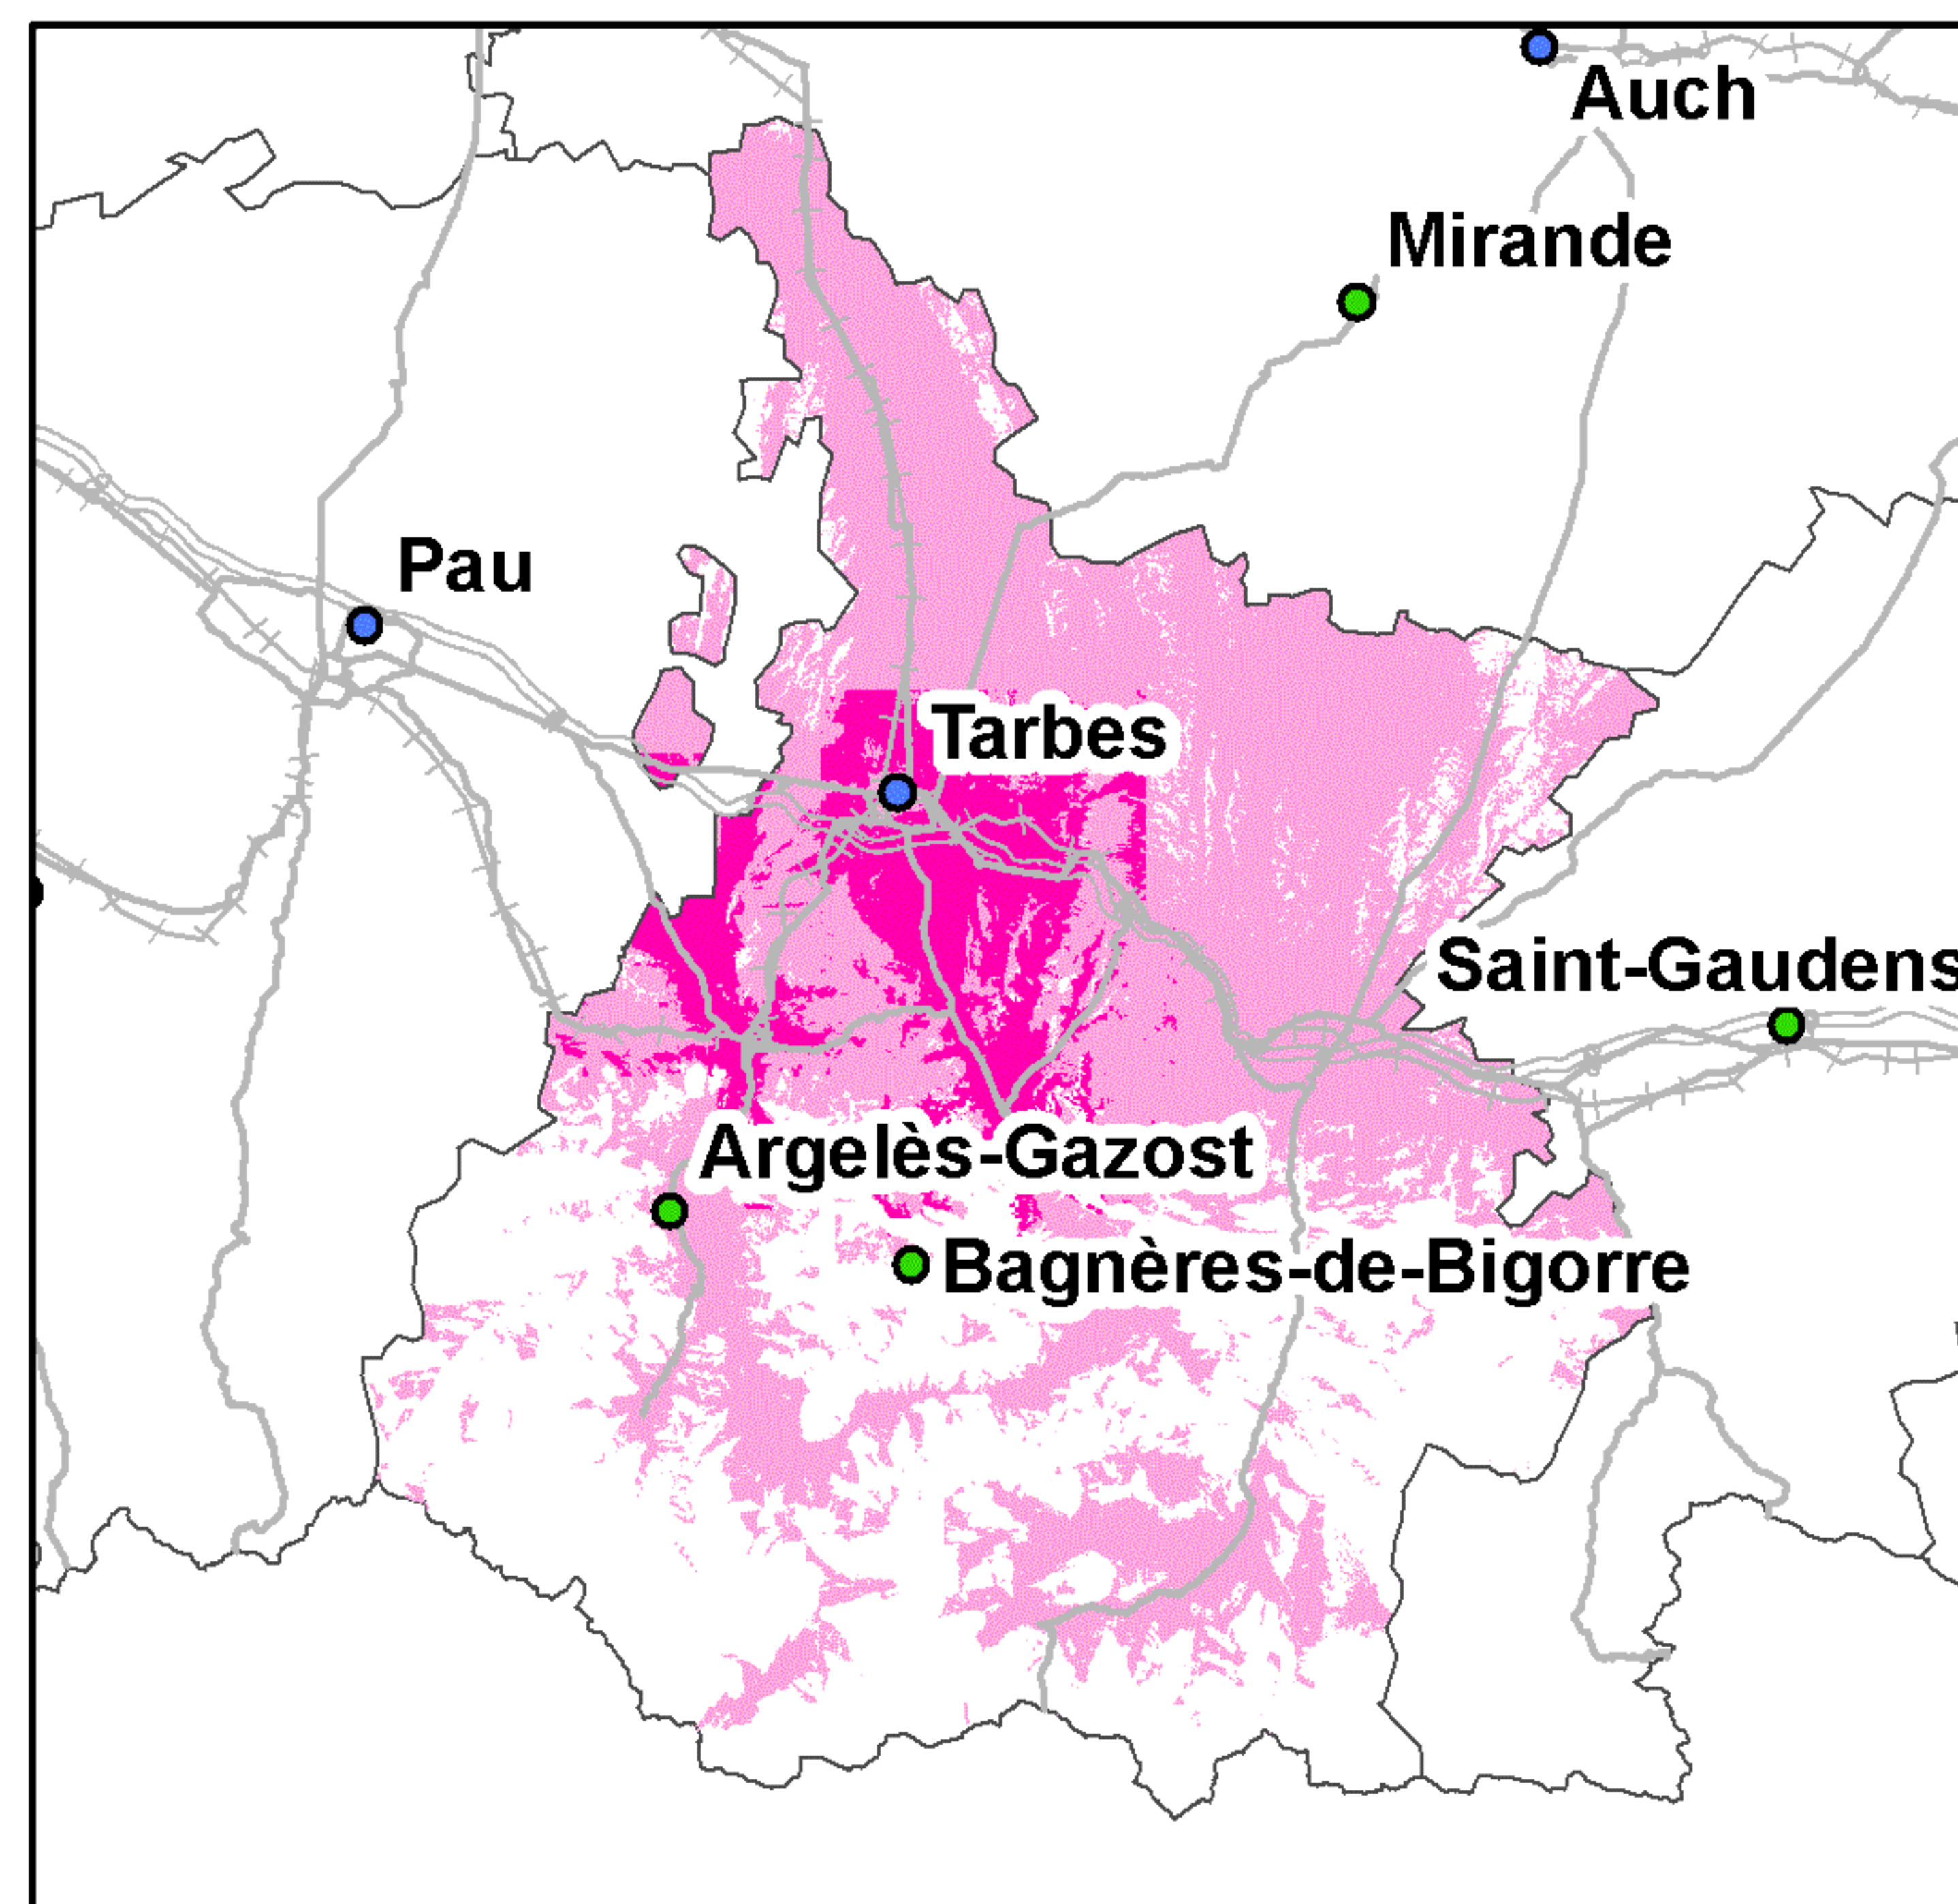 Auch
Mirande
Pau
Tarbes
Saint-Gaudens
Argelès-Gazost
Bagnères-de-Bigorre